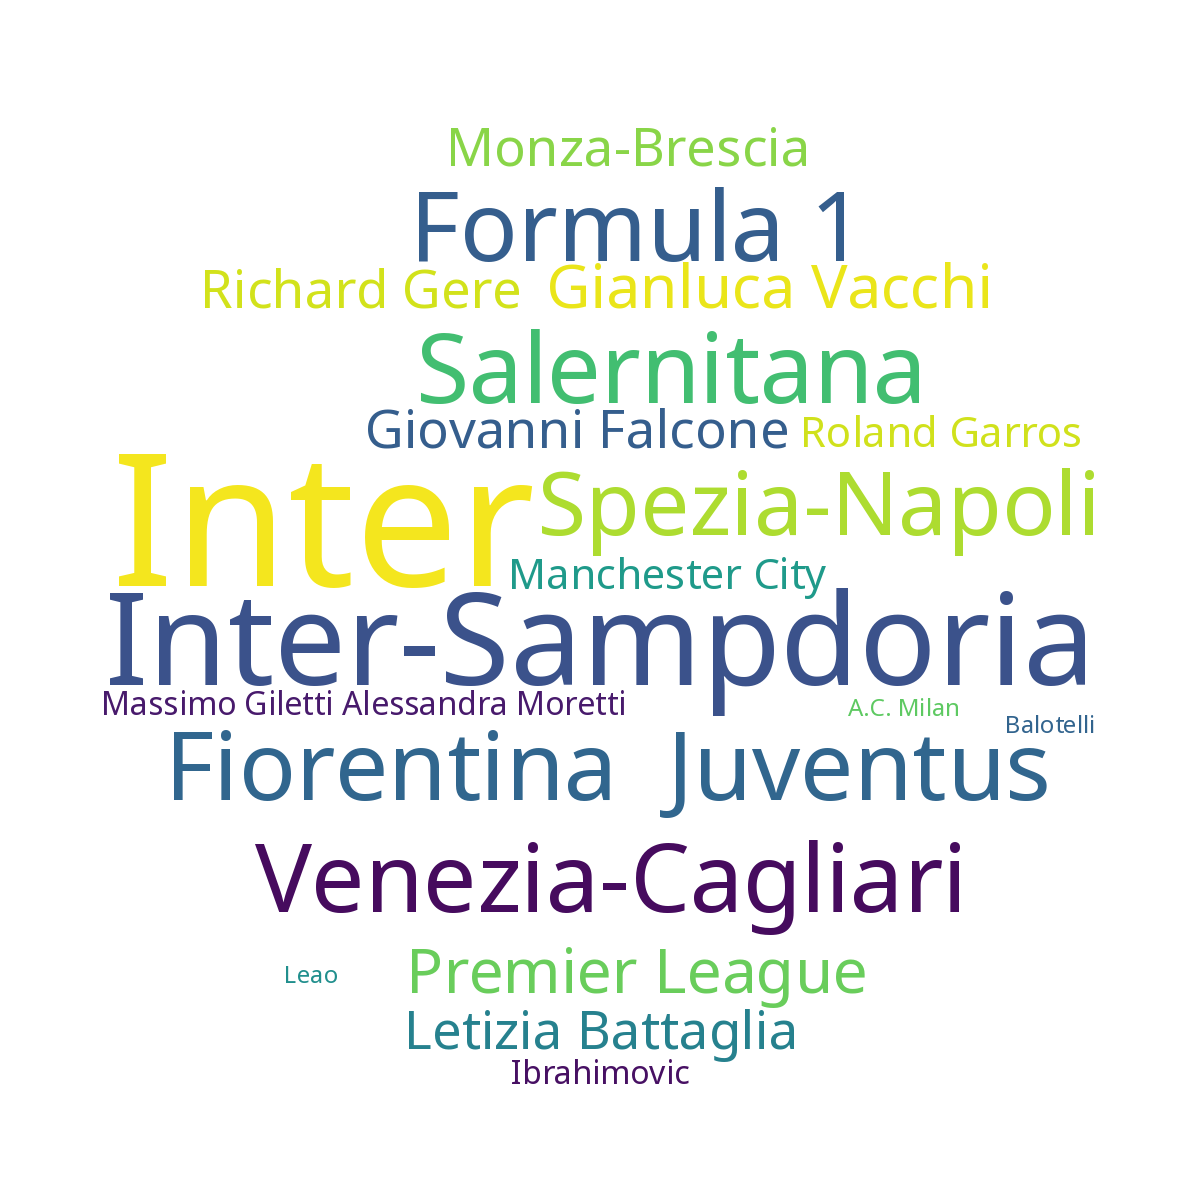 Monza-Brescia
Formula 1
Richard Gere Gianluca Vacchi
Salernitana
Giovanni Falcone Roland Garros
Inter Spezia-Napoli
Manchester City
Inter-Sampdoria
Massimo Giletti Alessandra Moretti A.C. Milan
Balotelli
Fiorentina Juventus
Venezia-Cagliari
Leao Premier League
Letizia Battaglia
Ibrahimovic